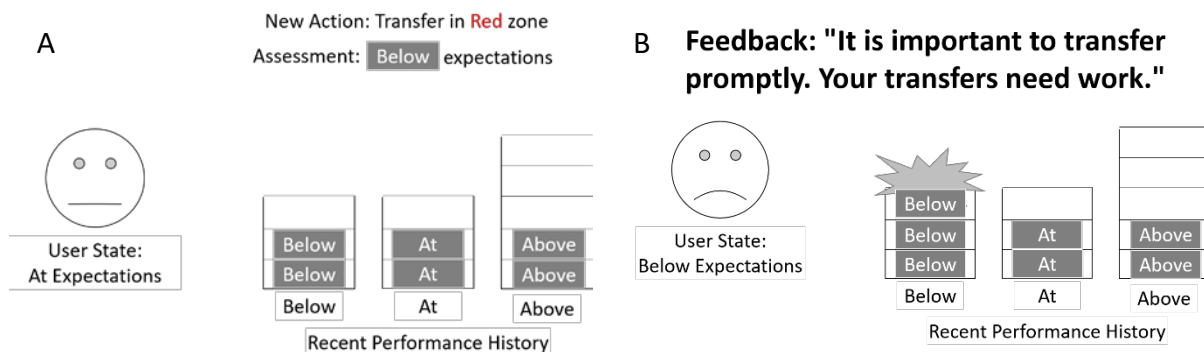 A
New Action: Transfer in Red zone
Assessment: Below expectations
User State:
At Expectations
Below At Above
Below At Above
Below At Above
Recent Performance History
B
Feedback: "It is important to transfer
promptly. Your transfers need work."
User State:
Below Expectations
Below
Below At Above
Below At Above
Below At Above
Recent Performance History